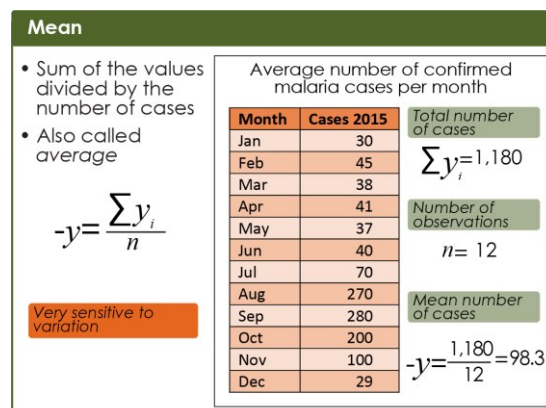 Mean
• Sum of the values
divided by the
number of cases
• Also called
average
-y= ∑ yᵢ / n
Very sensitive to
variation
Average number of confirmed
malaria cases per month
Month Cases 2015
Jan 30
Feb 45
Mar 38
Apr 41
May 37
Jun 40
Jul 70
Aug 270
Sep 280
Oct 200
Nov 100
Dec 29
Total number
of cases
∑ yᵢ=1,180
Number of
observations
n= 12
Mean number
of cases
-y= 1,180 / 12 =98.3